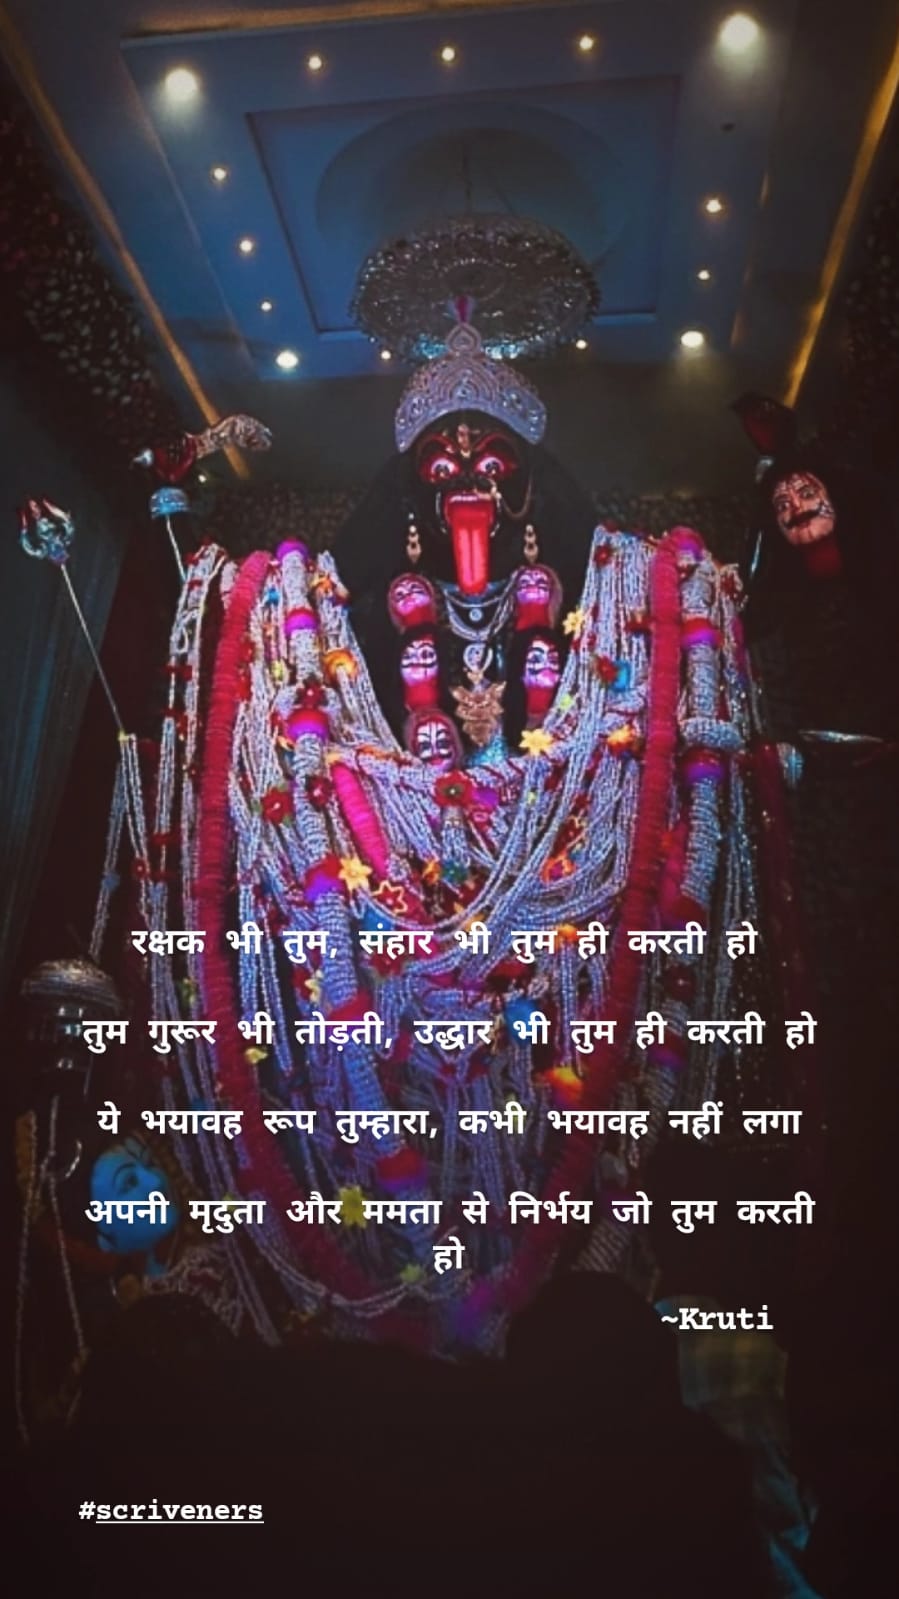 रक्षक भी तुम, संहार भी तुम ही करती हो
तुम गुरूर भी तोड़ती, उद्धार भी तुम ही करती हो
ये भयावह रूप तुम्हारा, कभी भयावह नहीं लगा
अपनी मृदुता और ममता से निर्भय जो तुम करती
हो
~Kruti
#scriveners